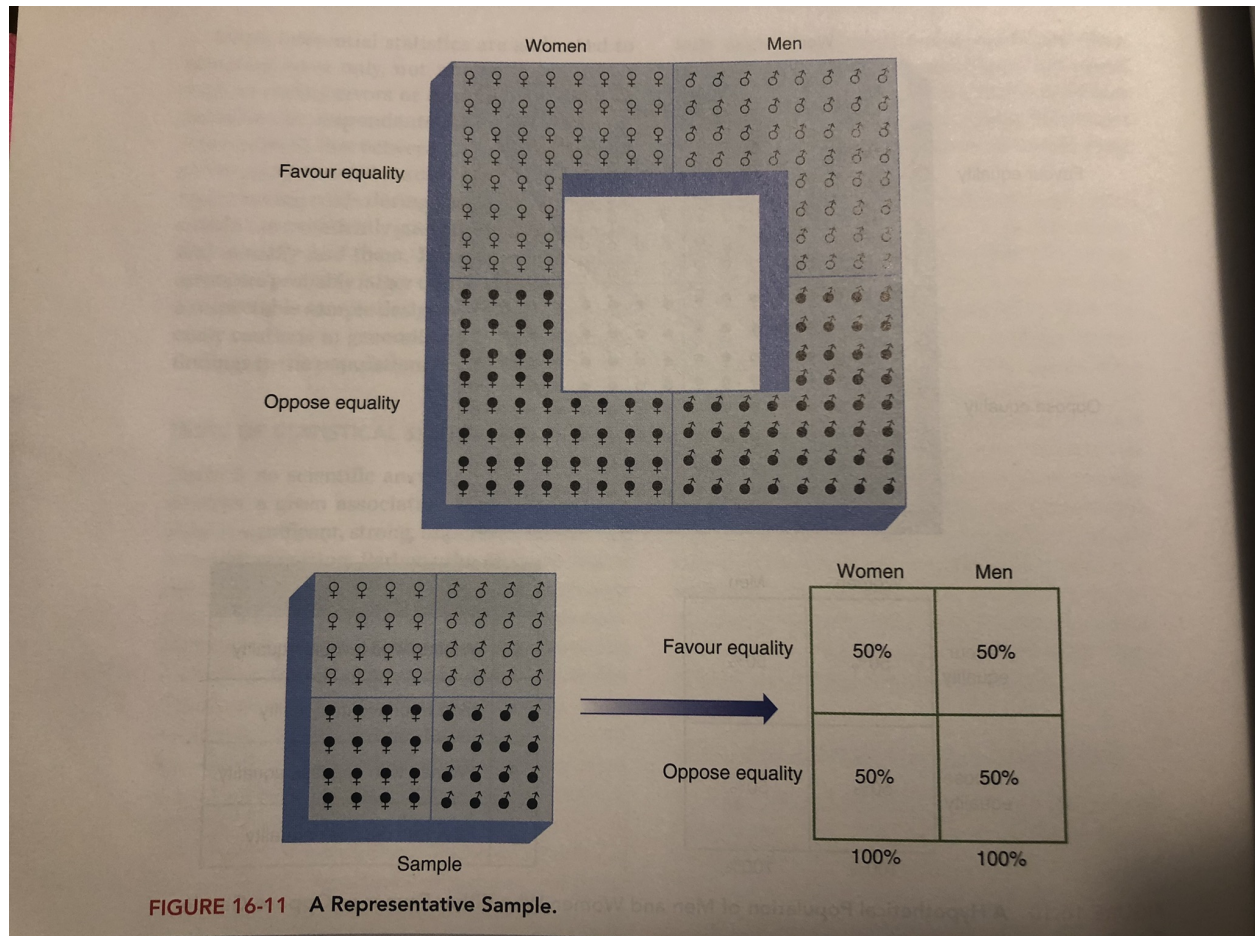 Women Men
Favour equality
Oppose equality
Women Men
Favour equality 50% 50%
Oppose equality 50% 50%
100% 100%
Sample
FIGURE 16-11 A Representative Sample.